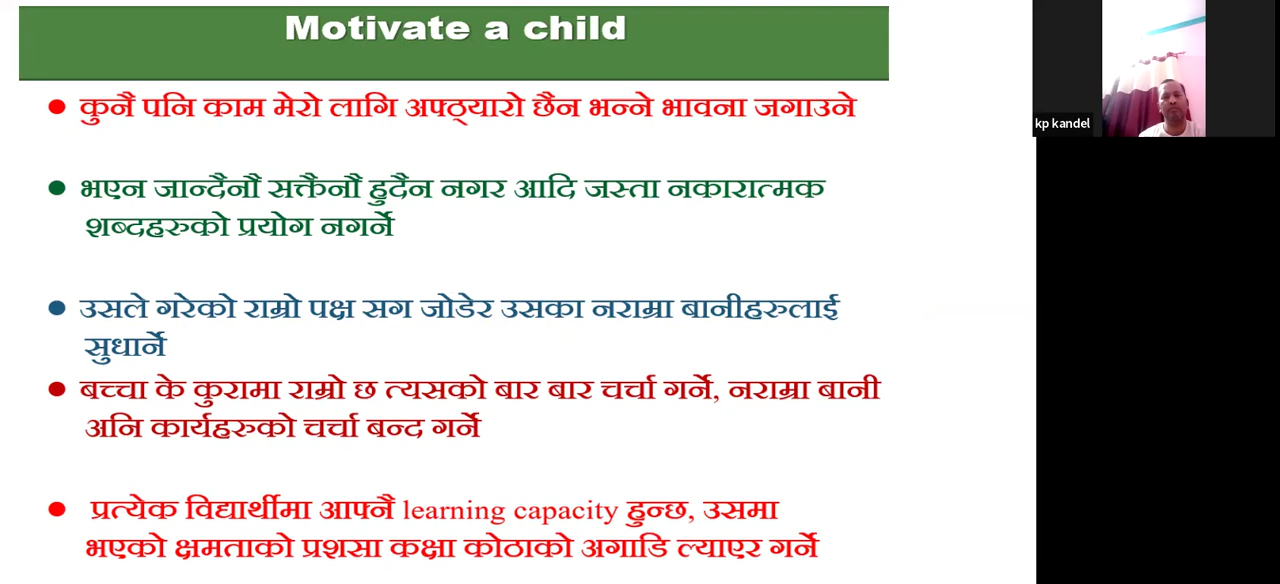 Motivate a child
• कुनै पनि काम मेरो लागि अफ्ठ्यारो छैन भन्ने भावना जगाउने
• भएन जान्दैनौं सक्तैनौं हुदैन नगर आदि जस्ता नकारात्मक
शब्दहरुको प्रयोग नगर्ने
• उसले गरेको राम्रो पक्ष सग जोडेर उसका नराम्रा बानीहरुलाई
सुधार्ने
• बच्चा के कुरामा राम्रो छ त्यसको बार बार चर्चा गर्ने, नराम्रा बानी
अनि कार्यहरुको चर्चा बन्द गर्ने
• प्रत्येक विद्यार्थीमा आफ्नै learning capacity हुन्छ, उसमा
भएको क्षमताको प्रशसा कक्षा कोठाको अगाडि ल्याएर गर्ने
kp kandel